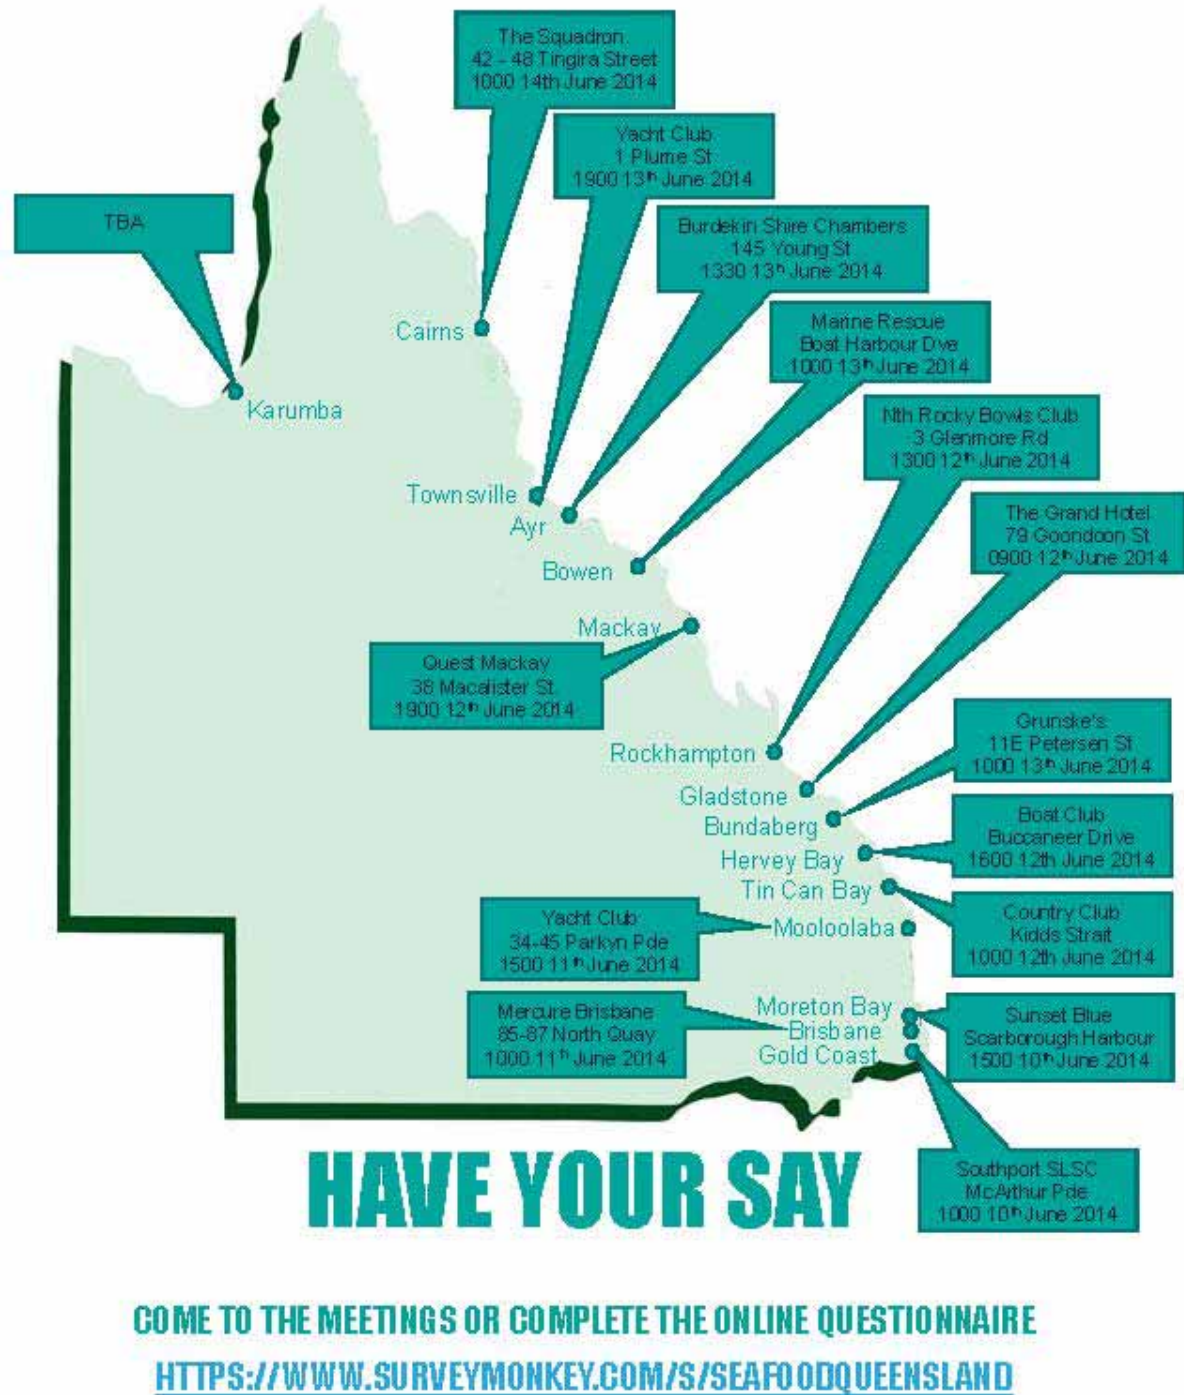 The Squadron.
42 - 48 Tingira Street
1000 14th June 2014
Yacht Club
1 Plume St
1900 13th June 2014
TBA
Burdekin Shire Chambers
145 Young St
1330 13th June 2014
Marine Rescue
Boat Harbour Dve
1000 13th June 2014
Cairns
Karumba
Nth Rocky Bowls Club
3 Glenmore Rd
1300 12th June 2014
Townsville
Ayr
The Grand Hotel
79 Goondoon St
0900 12th June 2014
Bowen
Mackay
Quest Mackay
38 Macalister St.
1900 12th June 2014
Rockhampton
Gladstone
Grunske's
11E Petersen St
1000 13th June 2014
Bundaberg
Hervey Bay
Boat Club
Buccaneer Drive
1600 12th June 2014
Tin Can Bay
Country Club
Kidds Strait
1000 12th June 2014
Yacht Club
34-45 Parkyn Pde
1500 11th June 2014
Mooloolaba
Mercure Brisbane
85-87 North Quay
1000 11th June 2014
Moreton Bay
Brisbane
Gold Coast
Sunset Blue
Scarborough Harbour
1500 10th June 2014
Southport SLSC
McArthur Pde
1000 10th June 2014
HAVE YOUR SAY
COME TO THE MEETINGS OR COMPLETE THE ONLINE QUESTIONNAIRE
HTTPS://WWW.SURVEYMONKEY.COM/S/SEAFOODQUEENSLAND